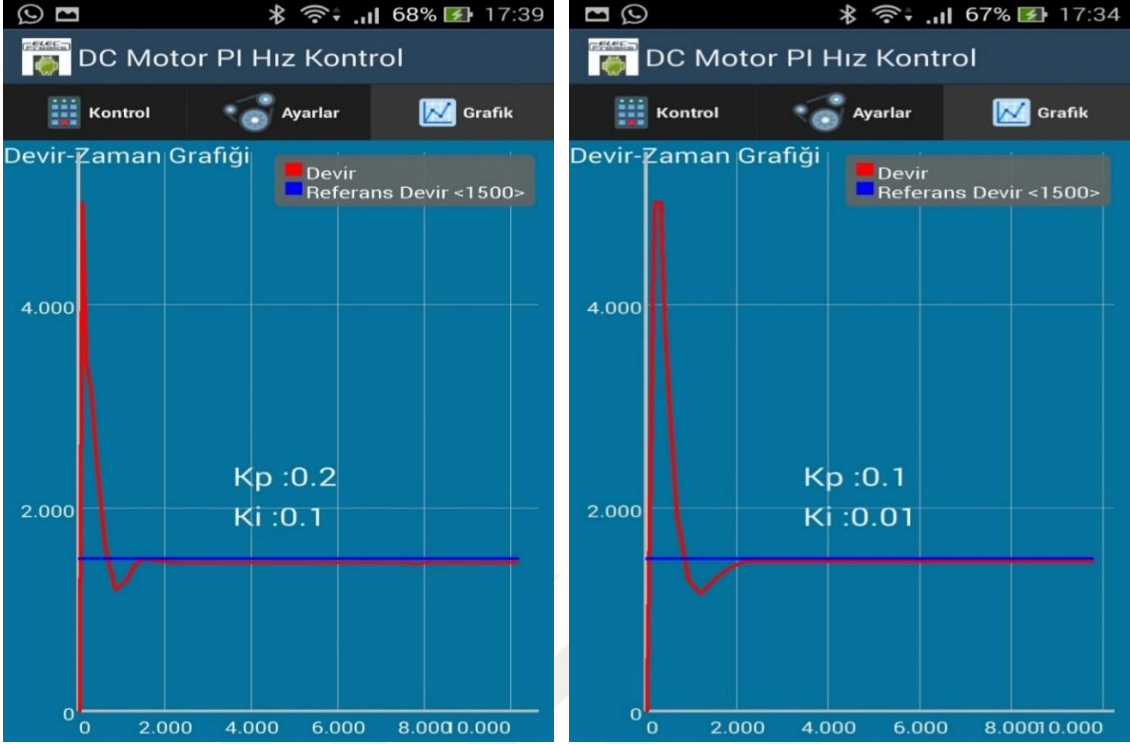 68% 17:39
ELEC
FREAKS
DC Motor PI Hız Kontrol
Kontrol Ayarlar Grafik
Devir-Zaman Grafiği
Devir
Referans Devir <1500>
4.000
Kp :0.2
2.000
Ki :0.1
0
0 2.000 4.000 6.000 8.000 10.000
67% 17:34
ELEC
FREAKS
DC Motor PI Hız Kontrol
Kontrol Ayarlar Grafik
Devir-Zaman Grafiği
Devir
Referans Devir <1500>
4.000
Kp :0.1
2.000
Ki :0.01
0
0 2.000 4.000 6.000 8.000 10.000